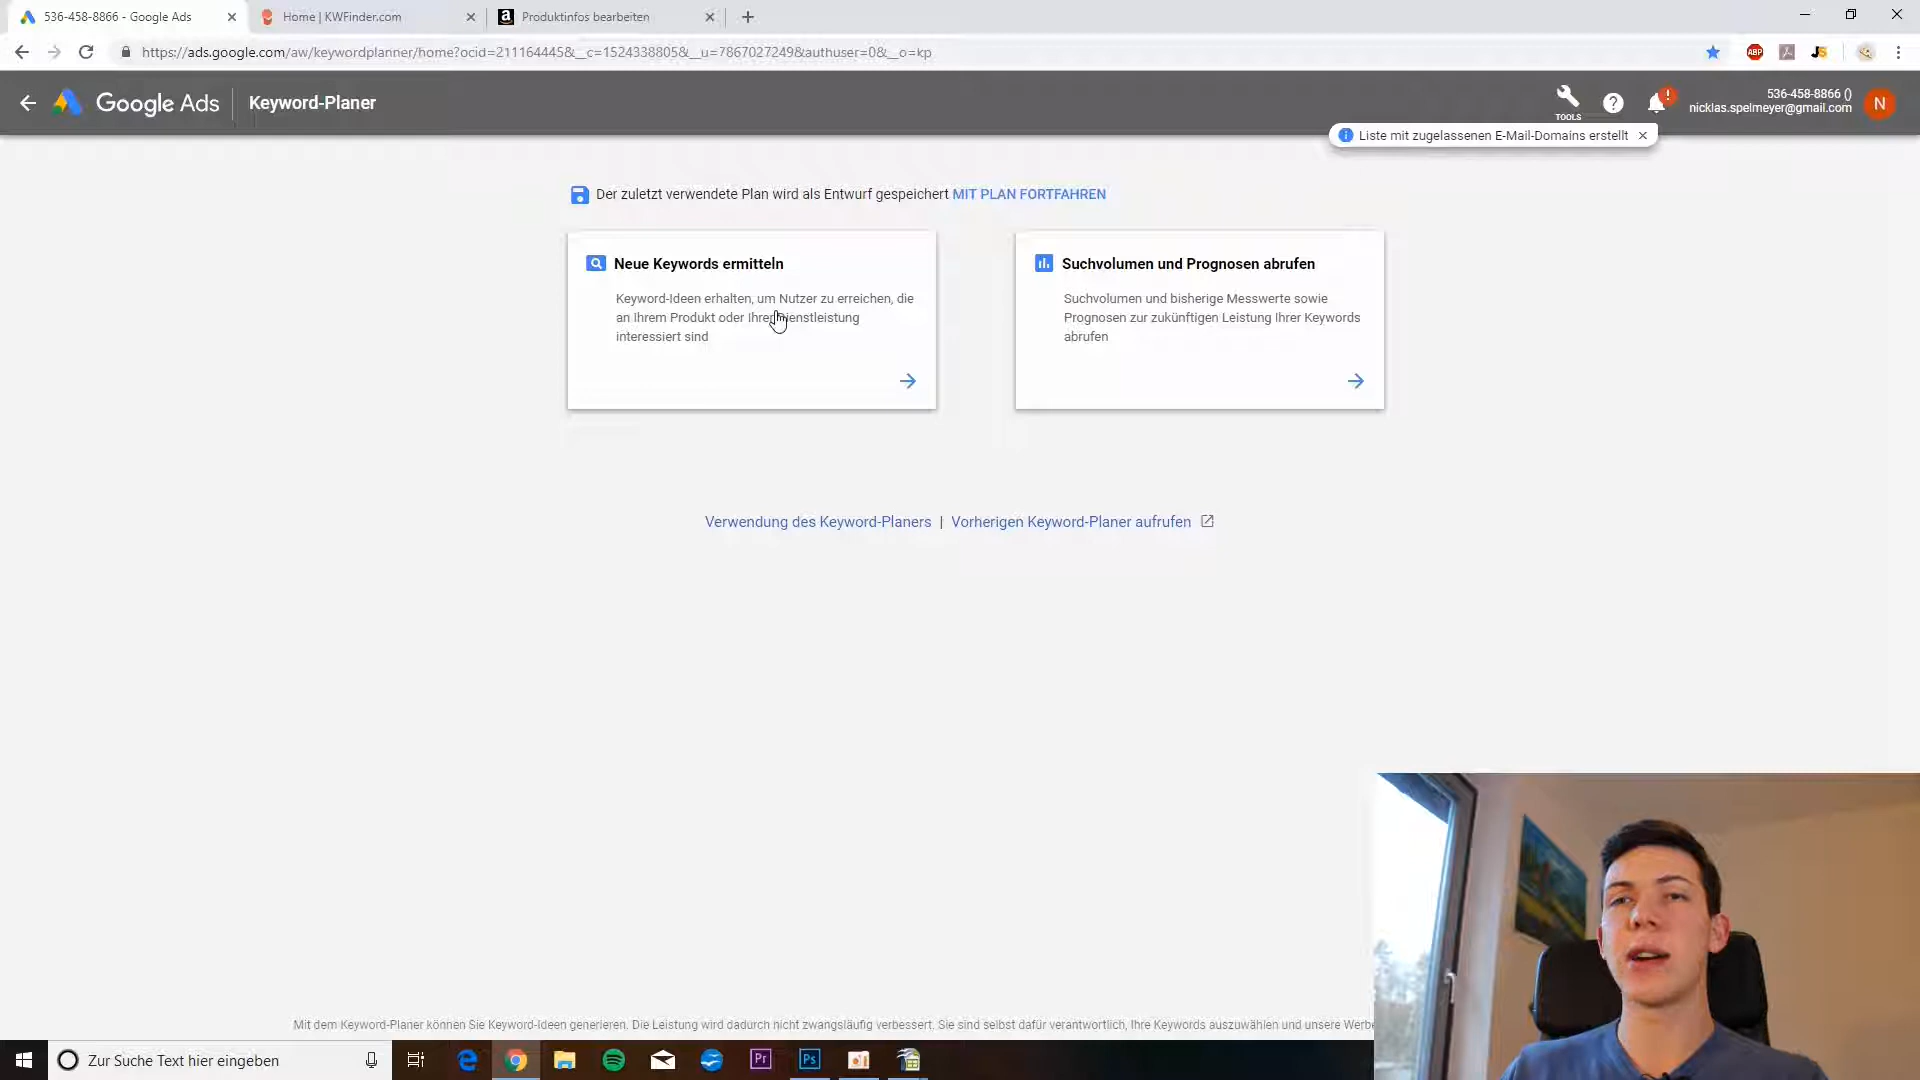 536-458-8866 - Google Ads
Home | KWFinder.com
Produktinfos bearbeiten
https://ads.google.com/aw/keywordplanner/home?ocid=211164445&__c=1524338805&__u=7867027249&authuser=0&__o=kp
ABP
JS
Google Ads
Keyword-Planer
TOOLS
536-458-8866 ()
nicklas.spelmeyer@gmail.com
N
Liste mit zugelassenen E-Mail-Domains erstellt
Der zuletzt verwendete Plan wird als Entwurf gespeichert MIT PLAN FORTFAHREN
Neue Keywords ermitteln
Keyword-Ideen erhalten, um Nutzer zu erreichen, die
an Ihrem Produkt oder Ihrer Dienstleistung
interessiert sind
Suchvolumen und Prognosen abrufen
Suchvolumen und bisherige Messwerte sowie
Prognosen zur zukünftigen Leistung Ihrer Keywords
abrufen
Verwendung des Keyword-Planers | Vorherigen Keyword-Planer aufrufen
Mit dem Keyword-Planer können Sie Keyword-Ideen generieren. Die Leistung wird dadurch nicht zwangsläufig verbessert. Sie sind selbst dafür verantwortlich, Ihre Keywords auszuwählen und unsere Werbe
Zur Suche Text hier eingeben
Pr
Ps